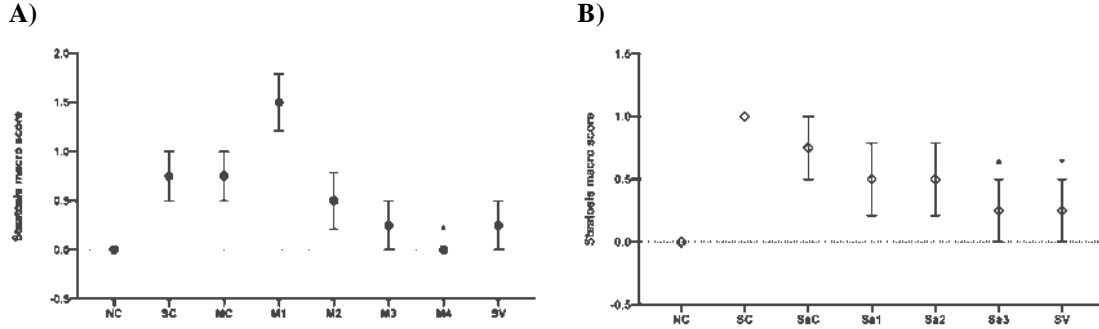 A)
B)
Steatosis macro score
2.0
1.5
1.0
0.5
0.0
-0.5
NC SC MC M1 M2 M3 M4 SV
Steatosis macro score
1.5
1.0
0.5
0.0
-0.5
NC SC SaC Sa1 Sa2 Sa3 SV